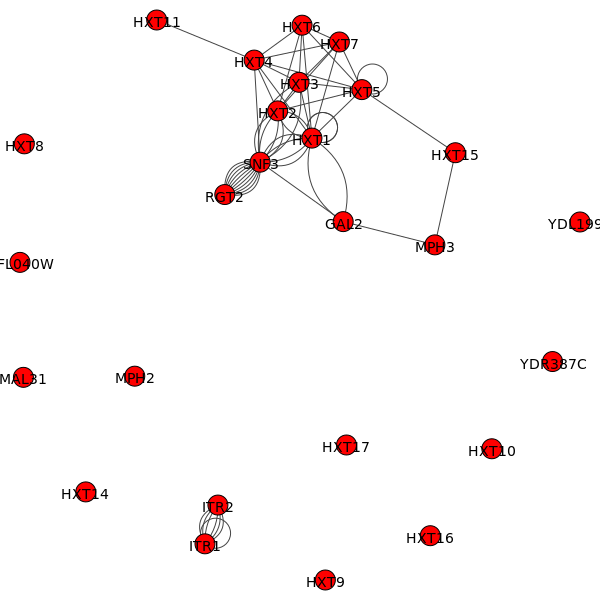 HXT11
HXT6
HXT7
HXT4
HXT3
HXT5
HXT2
HXT1
HXT8
SNF3
HXT15
RGT2
GAL2
YDL199
MPH3
FL040W
YDR387C
MAL31
MPH2
HXT17
HXT10
HXT14
ITR2
HXT16
ITR1
HXT9